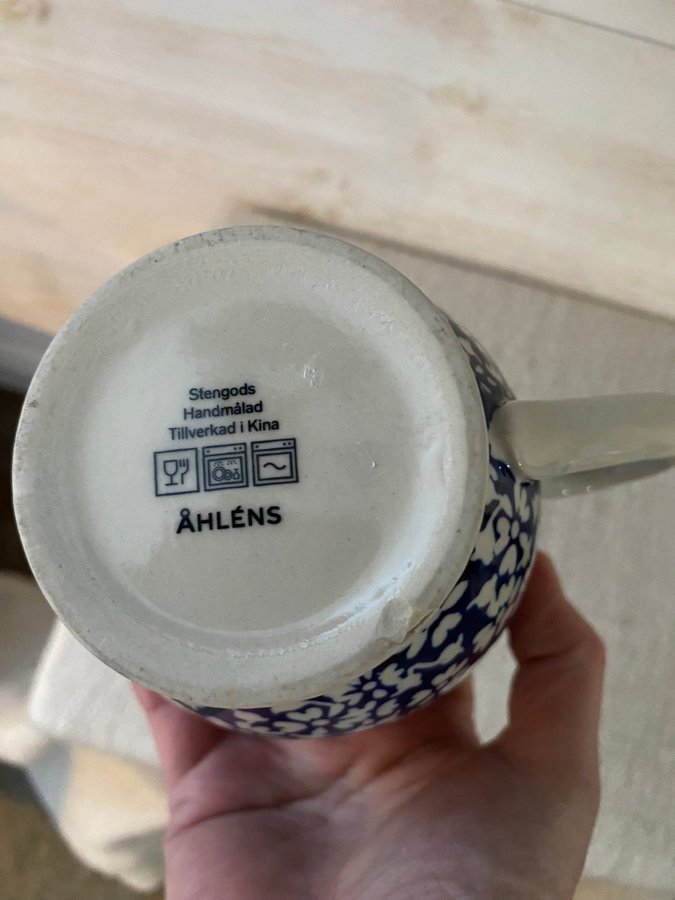 Stengods
Handmålad
Tillverkad i Kina
ÅHLÉNS